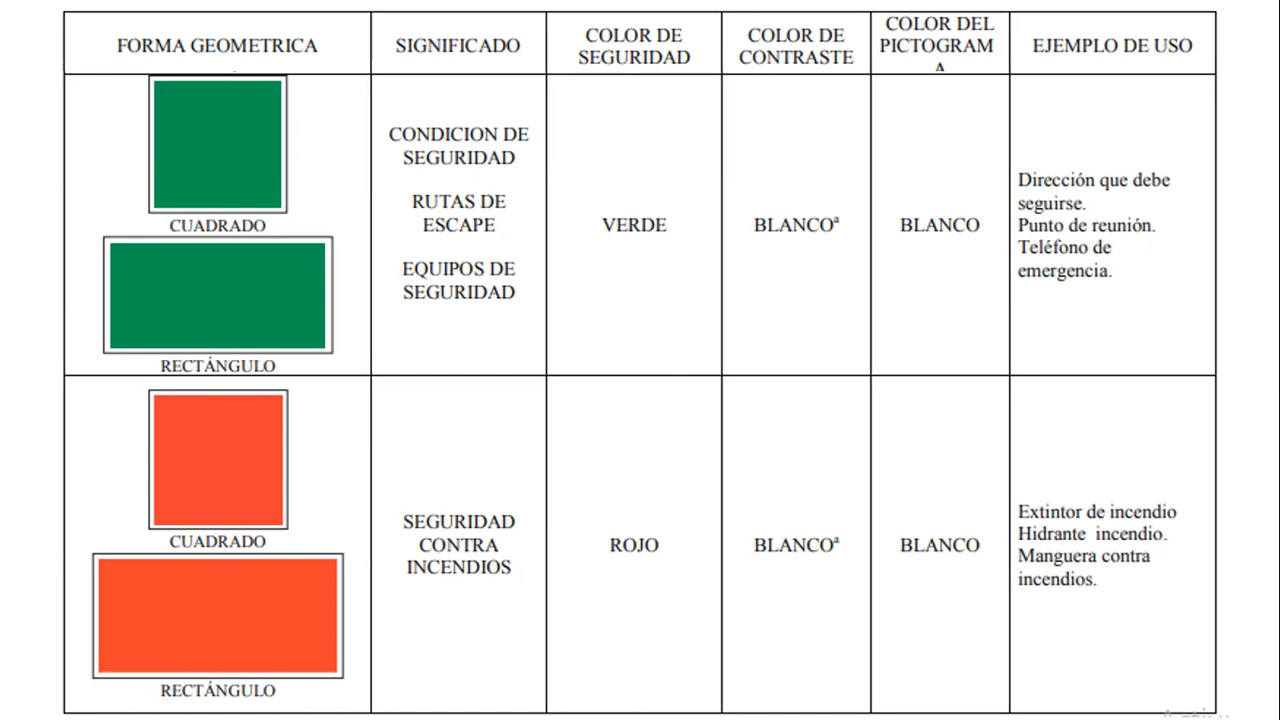 FORMA GEOMETRICA
SIGNIFICADO
COLOR DE
SEGURIDAD
COLOR DE
CONTRASTE
COLOR DEL
PICTOGRAM
A
EJEMPLO DE USO
CUADRADO
RECTÁNGULO
CONDICION DE
SEGURIDAD
RUTAS DE
ESCAPE
EQUIPOS DE
SEGURIDAD
VERDE
BLANCOª
BLANCO
Dirección que debe
seguirse.
Punto de reunión.
Teléfono de
emergencia.
CUADRADO
RECTÁNGULO
SEGURIDAD
CONTRA
INCENDIOS
ROJO
BLANCOª
BLANCO
Extintor de incendio
Hidrante incendio.
Manguera contra
incendios.